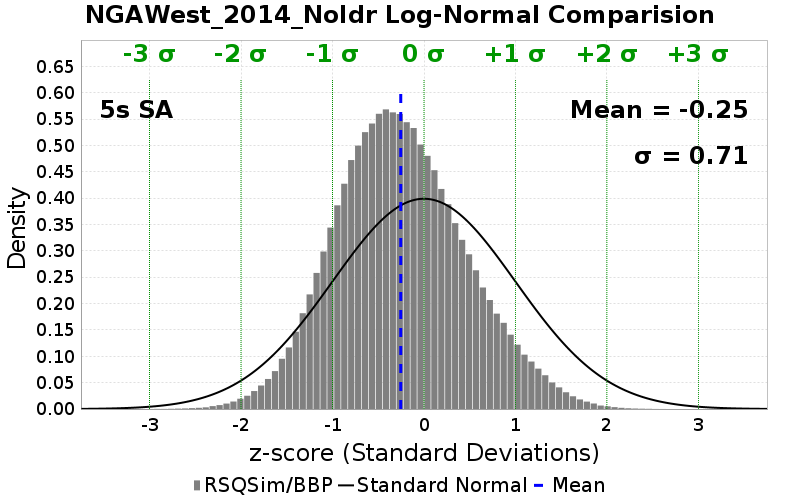 NGAWest_2014_NoIdr Log-Normal Comparision
-3 σ -2 σ -1 σ 0 σ +1 σ +2 σ +3 σ
5s SA
Mean = -0.25
σ = 0.71
Density
0.65
0.60
0.55
0.50
0.45
0.40
0.35
0.30
0.25
0.20
0.15
0.10
0.05
0.00
-3 -2 -1 0 1 2 3
z-score (Standard Deviations)
RSQSim/BBP Standard Normal Mean